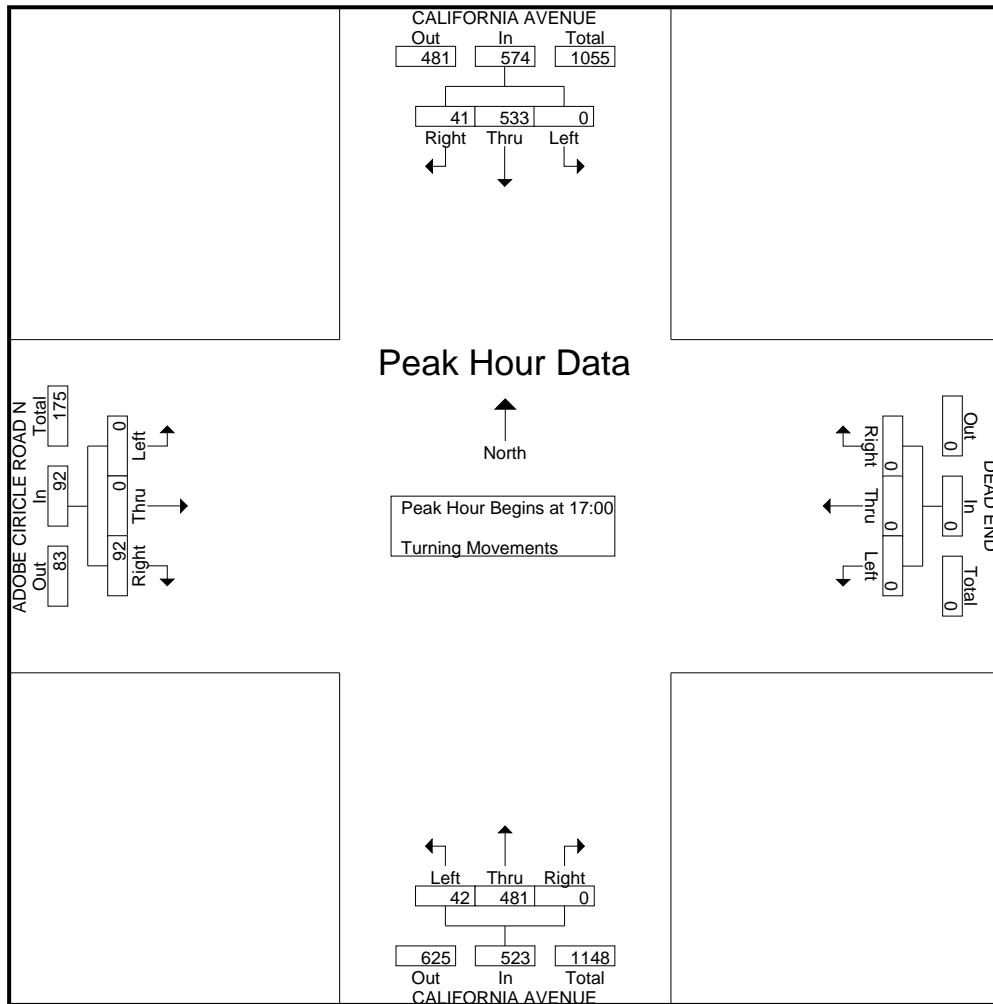 CALIFORNIA AVENUE
Out In Total
481 574 1055
41 533 0
Right Thru Left
Peak Hour Data
North
Peak Hour Begins at 17:00
Turning Movements
ADOBE CIRICLE ROAD N
Out In Total
83 92 175
Left Thru Right
0 0 92
DEAD END
Out In Total
0 0 0
Right Thru Left
0 0 0
Left Thru Right
42 481 0
625 523 1148
Out In Total
CALIFORNIA AVENUE